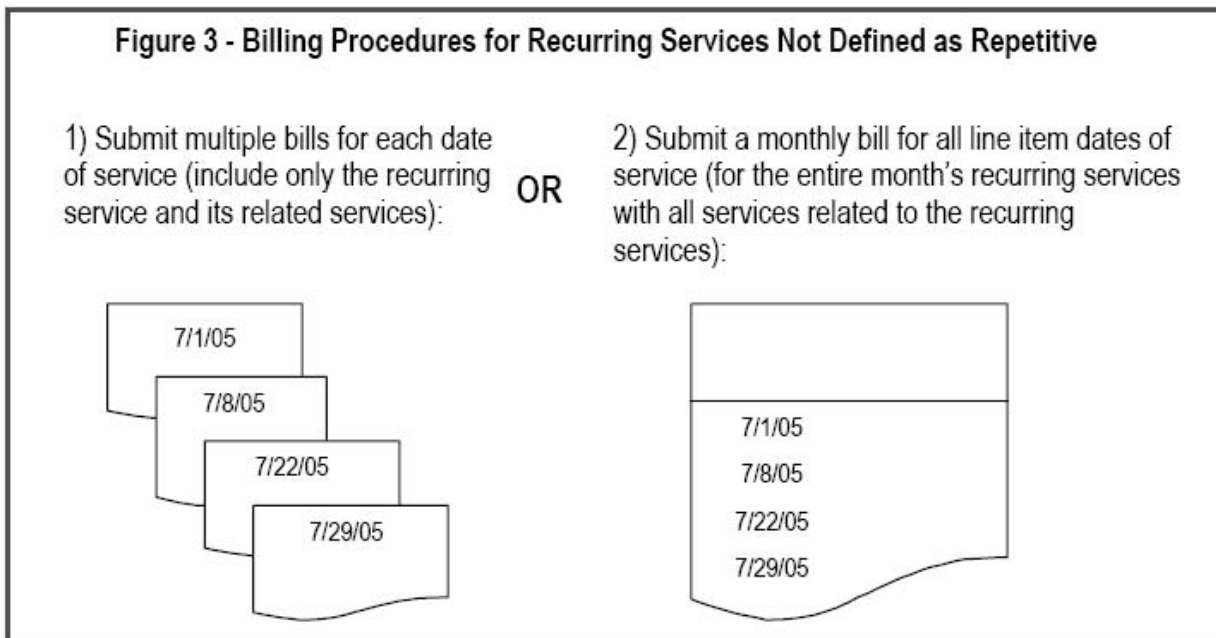 Figure 3 - Billing Procedures for Recurring Services Not Defined as Repetitive
1) Submit multiple bills for each date
of service (include only the recurring
service and its related services):
OR
2) Submit a monthly bill for all line item dates of
service (for the entire month's recurring services
with all services related to the recurring
services):
7/1/05
7/8/05
7/22/05
7/29/05
7/1/05
7/8/05
7/22/05
7/29/05